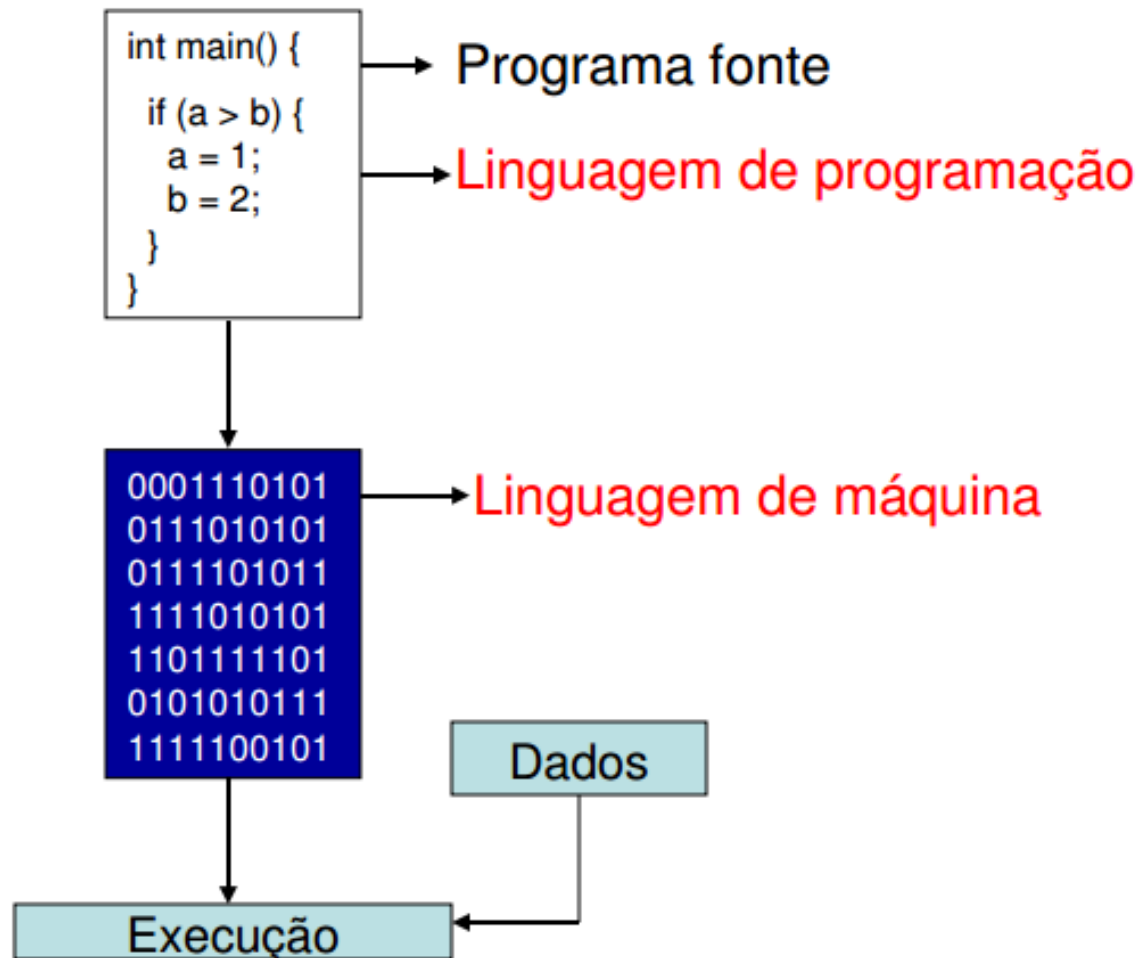 int main() {
Programa fonte
if (a > b) {
a = 1;
Linguagem de programação
b = 2;
}
}
0001110101
Linguagem de máquina
0111010101
0111101011
1111010101
1101111101
0101010111
1111100101
Dados
Execução